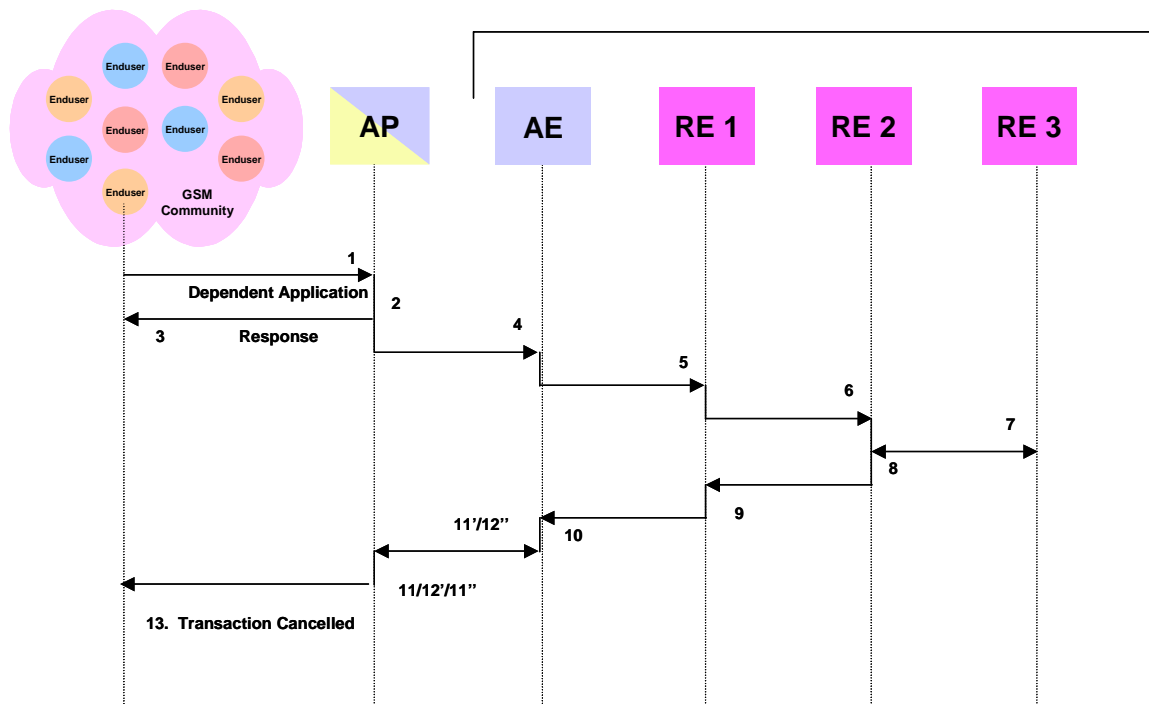 Enduser
Enduser
Enduser
Enduser
Enduser
Enduser
Enduser
Enduser
Enduser
GSM
Community
AP
AE
RE 1
RE 2
RE 3
1
Dependent Application
2
3
Response
4
5
6
7
8
9
11’/12’’
10
11/12’/11’’
13. Transaction Cancelled